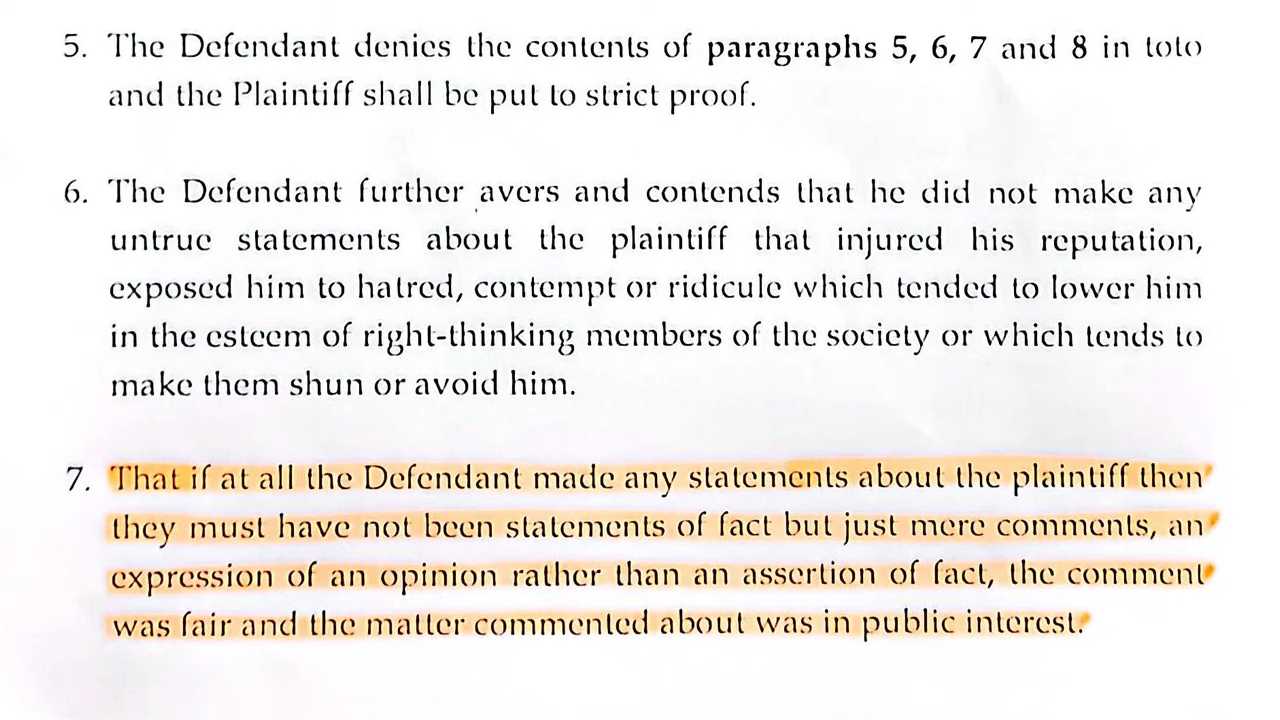 5. The Defendant denies the contents of paragraphs 5, 6, 7 and 8 in toto
and the Plaintiff shall be put to strict proof.
6. The Defendant further avers and contends that he did not make any
untrue statements about the plaintiff that injured his reputation,
exposed him to hatred, contempt or ridicule which tended to lower him
in the esteem of right-thinking members of the society or which tends to
make them shun or avoid him.
7. That if at all the Defendant made any statements about the plaintiff then
they must have not been statements of fact but just mere comments, an
expression of an opinion rather than an assertion of fact, the comment
was fair and the matter commented about was in public interest.